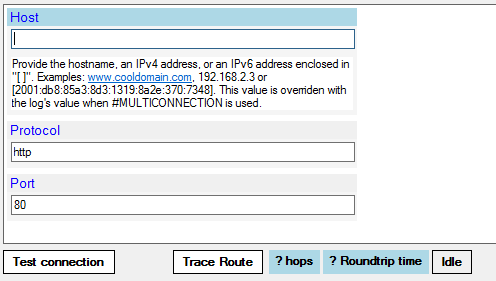 Host
Provide the hostname, an IPv4 address, or an IPv6 address enclosed in
"[ ]". Examples: www.cooldomain.com, 192.168.2.3 or
[2001:db8:85a3:8d3:1319:8a2e:370:7348]. This value is overriden with
the log's value when #MULTICONNECTION is used.
Protocol
http
Port
80
Test connection Trace Route ? hops ? Roundtrip time Idle